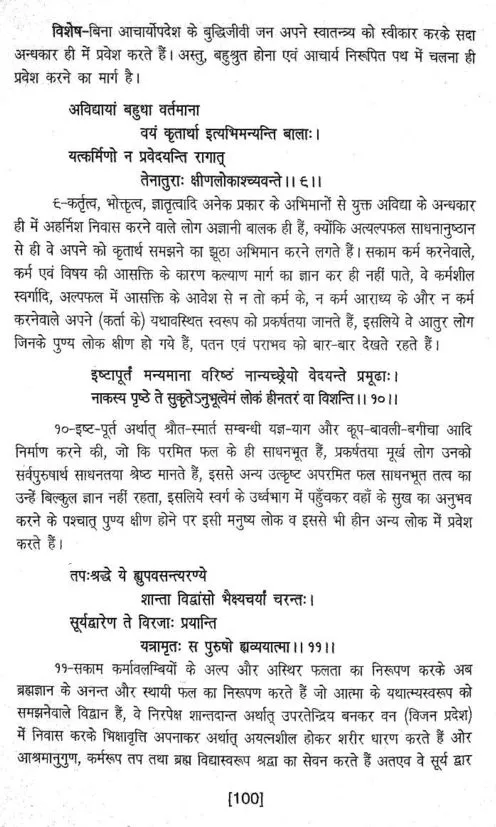 विशेष–बिना आचार्योपदेश के बुद्धिजीवी जन अपने स्वातन्त्र्य को स्वीकार करके सदा
अन्धकार ही में प्रवेश करते हैं। अस्तु, बहुश्रुत होना एवं आचार्य निरूपित पथ में चलना ही
प्रवेश करने का मार्ग है।
अविद्यायां बहुधा वर्तमाना
वयं कृतार्था इत्यभिमन्यन्ति बालाः।
यत्कर्मिणो न प्रवेदयन्ति रागात्
तेनातुराः क्षीणलोकाश्च्यवन्ते।। ९।।
९–कर्तृत्व, भोक्तृत्व, ज्ञातृत्वादि अनेक प्रकार के अभिमानों से युक्त अविद्या के अन्धकार
ही में अहर्निश निवास करने वाले लोग अज्ञानी बालक ही हैं, क्योंकि अत्यल्पफल साधनानुष्ठान
से ही वे अपने को कृतार्थ समझने का झूठा अभिमान करने लगते हैं। सकाम कर्म करनेवाले,
कर्म एवं विषय की आसक्ति के कारण कल्याण मार्ग का ज्ञान कर ही नहीं पाते, वे कर्मशील
स्वर्गादि, अल्पफल में आसक्ति के आवेश से न तो कर्म के, न कर्म आराध्य के और न कर्म
करनेवाले अपने (कर्ता के) यथावस्थित स्वरूप को प्रकर्षतया जानते हैं, इसलिये वे आतुर लोग
जिनके पुण्य लोक क्षीण हो गये हैं, पतन एवं पराभव को बार-बार देखते रहते हैं।
इष्टापूर्तं मन्यमाना वरिष्ठं नान्यच्छ्रेयो वेदयन्ते प्रमूढाः।
नाकस्य पृष्ठे ते सुकृतेऽनुभूत्वेमं लोकं हीनतरं वा विशन्ति।। १०।।
१०–इष्ट-पूर्त अर्थात् श्रौत-स्मार्त सम्बन्धी यज्ञ-याग और कूप-बावली-बगीचा आदि
निर्माण करने की, जो कि परमित फल के ही साधनभूत हैं, प्रकर्षतया मूर्ख लोग उनको
सर्वपुरुषार्थ साधनतया श्रेष्ठ मानते हैं, इससे अन्य उत्कृष्ट अपरमित फल साधनभूत तत्व का
उन्हें बिल्कुल ज्ञान नहीं रहता, इसलिये स्वर्ग के उर्ध्वभाग में पहुँचकर वहाँ के सुख का अनुभव
करने के पश्चात् पुण्य क्षीण होने पर इसी मनुष्य लोक व इससे भी हीन अन्य लोक में प्रवेश
करते हैं।
तपःश्रद्धे ये ह्युपवसन्त्यरण्ये
शान्ता विद्वांसो भैक्ष्यचर्यां चरन्तः।
सूर्यद्वारेण ते विरजाः प्रयान्ति
यत्रामृतः स पुरुषो ह्यव्ययात्मा।। ११।।
११–सकाम कर्मावलम्बियों के अल्प और अस्थिर फलता का निरूपण करके अब
ब्रह्मज्ञान के अनन्त और स्थायी फल का निरूपण करते हैं जो आत्मा के यथात्म्यस्वरूप को
समझनेवाले विद्वान हैं, वे निरपेक्ष शान्तदान्त अर्थात् उपरतेन्द्रिय बनकर वन (विजन प्रदेश)
में निवास करके भिक्षावृत्ति अपनाकर अर्थात् अयत्नशील होकर शरीर धारण करते हैं ओर
आश्रमानुगुण, कर्मरूप तप तथा ब्रह्म विद्यास्वरूप श्रद्धा का सेवन करते हैं अतएव वे सूर्य द्वार
[100]